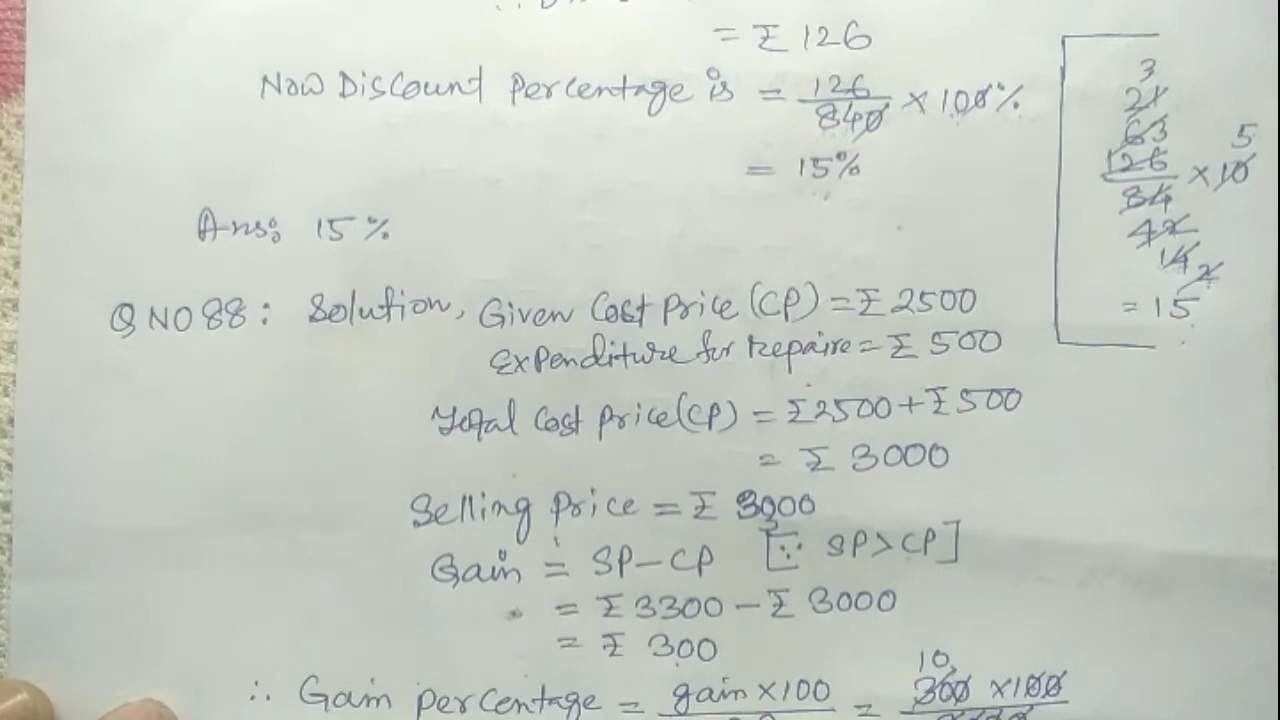 = ₹ 126
Now Discount Percentage is = 126/840 × 100%
= 15%
Ans: 15%
3
21
63 5
126/84 × 10
42
14 2
= 15
Q NO 88: Solution, Given Cost Price (CP) = ₹ 2500
Expenditure for repaire = ₹ 500
Total Cost price (CP) = ₹2500 + ₹500
= ₹ 3000
Selling Price =
Gain = SP – CP [∵ SP > CP]
= ₹ 3300 – ₹ 3000
= ₹ 300
10
∴ Gain percentage = gain × 100 = 300 × 100